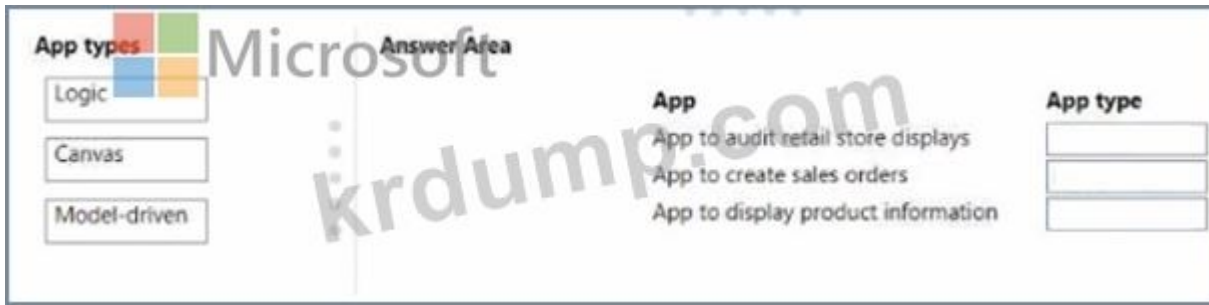 App types
Microsoft
Answer Area
Logic
Canvas
Model-driven
App
App type
App to audit retail store displays
App to create sales orders
App to display product information
krdump.com